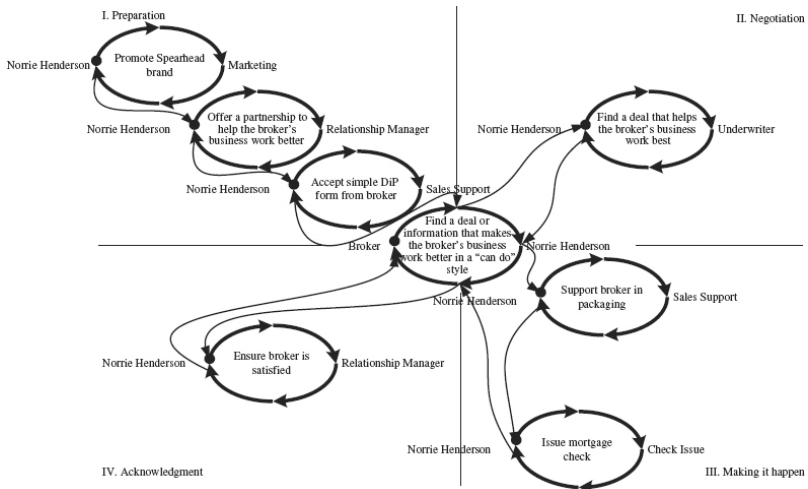 I. Preparation
II. Negotiation
Norrie Henderson
Promote Spearhead
brand
Marketing
Norrie Henderson
Offer a partnership to
help the broker's
business work better
Relationship Manager
Norrie Henderson
Find a deal that helps
the broker's business
work best
Underwriter
Norrie Henderson
Accept simple DiP
form from broker
Sales Support
Broker
Find a deal or
information that makes
the broker's business
work better in a “can do”
style
Norrie Henderson
Norrie Henderson
Support broker in
packaging
Sales Support
Norrie Henderson
Ensure broker is
satisfied
Relationship Manager
Norrie Henderson
Issue mortgage
check
Check Issue
IV. Acknowledgment
III. Making it happen